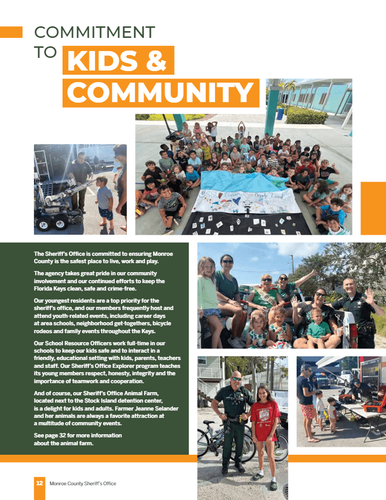 COMMITMENT
TO KIDS &
COMMUNITY
The Sheriff's Office is committed to ensuring Monroe
County is the safest place to live, work and play.
The agency takes great pride in our community
involvement and our continued efforts to keep the
Florida Keys clean, safe and crime-free.
Our youngest residents are a top priority for the
sheriff's office, and our members frequently host and
attend youth-related events, including career days
at area schools, neighborhood get-togethers, bicycle
rodeos and family events throughout the Keys.
Our School Resource Officers work full-time in our
schools to keep our kids safe and to interact in a
friendly, educational setting with kids, parents, teachers
and staff. Our Sheriff's Office Explorer program teaches
its young members respect, honesty, integrity and the
importance of teamwork and cooperation.
And of course, our Sheriff's Office Animal Farm,
located next to the Stock Island detention center,
is a delight for kids and adults. Farmer Jeanne Selander
and her animals are always a favorite attraction at
a multitude of community events.
See page 32 for more information
about the animal farm.
12 Monroe County Sheriff's Office